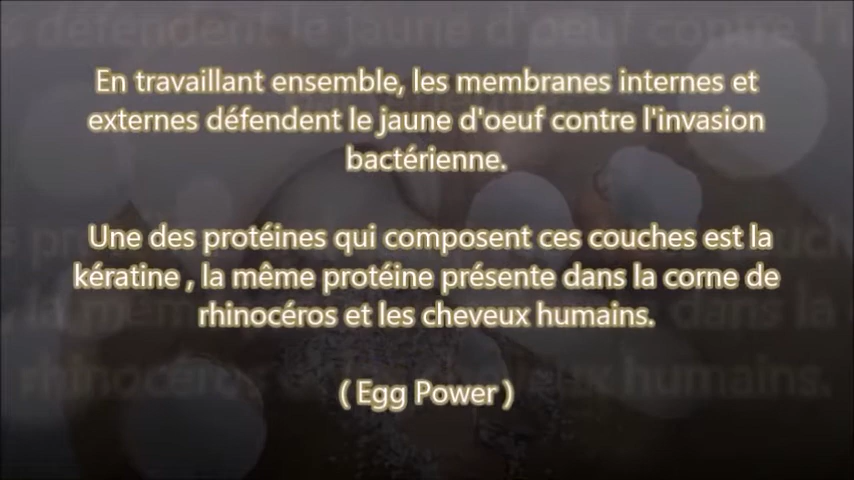 En travaillant ensemble, les membranes internes et
externes défendent le jaune d'oeuf contre l'invasion
bactérienne.
Une des protéines qui composent ces couches est la
kératine , la même protéine présente dans la corne de
rhinocéros et les cheveux humains.
( Egg Power )